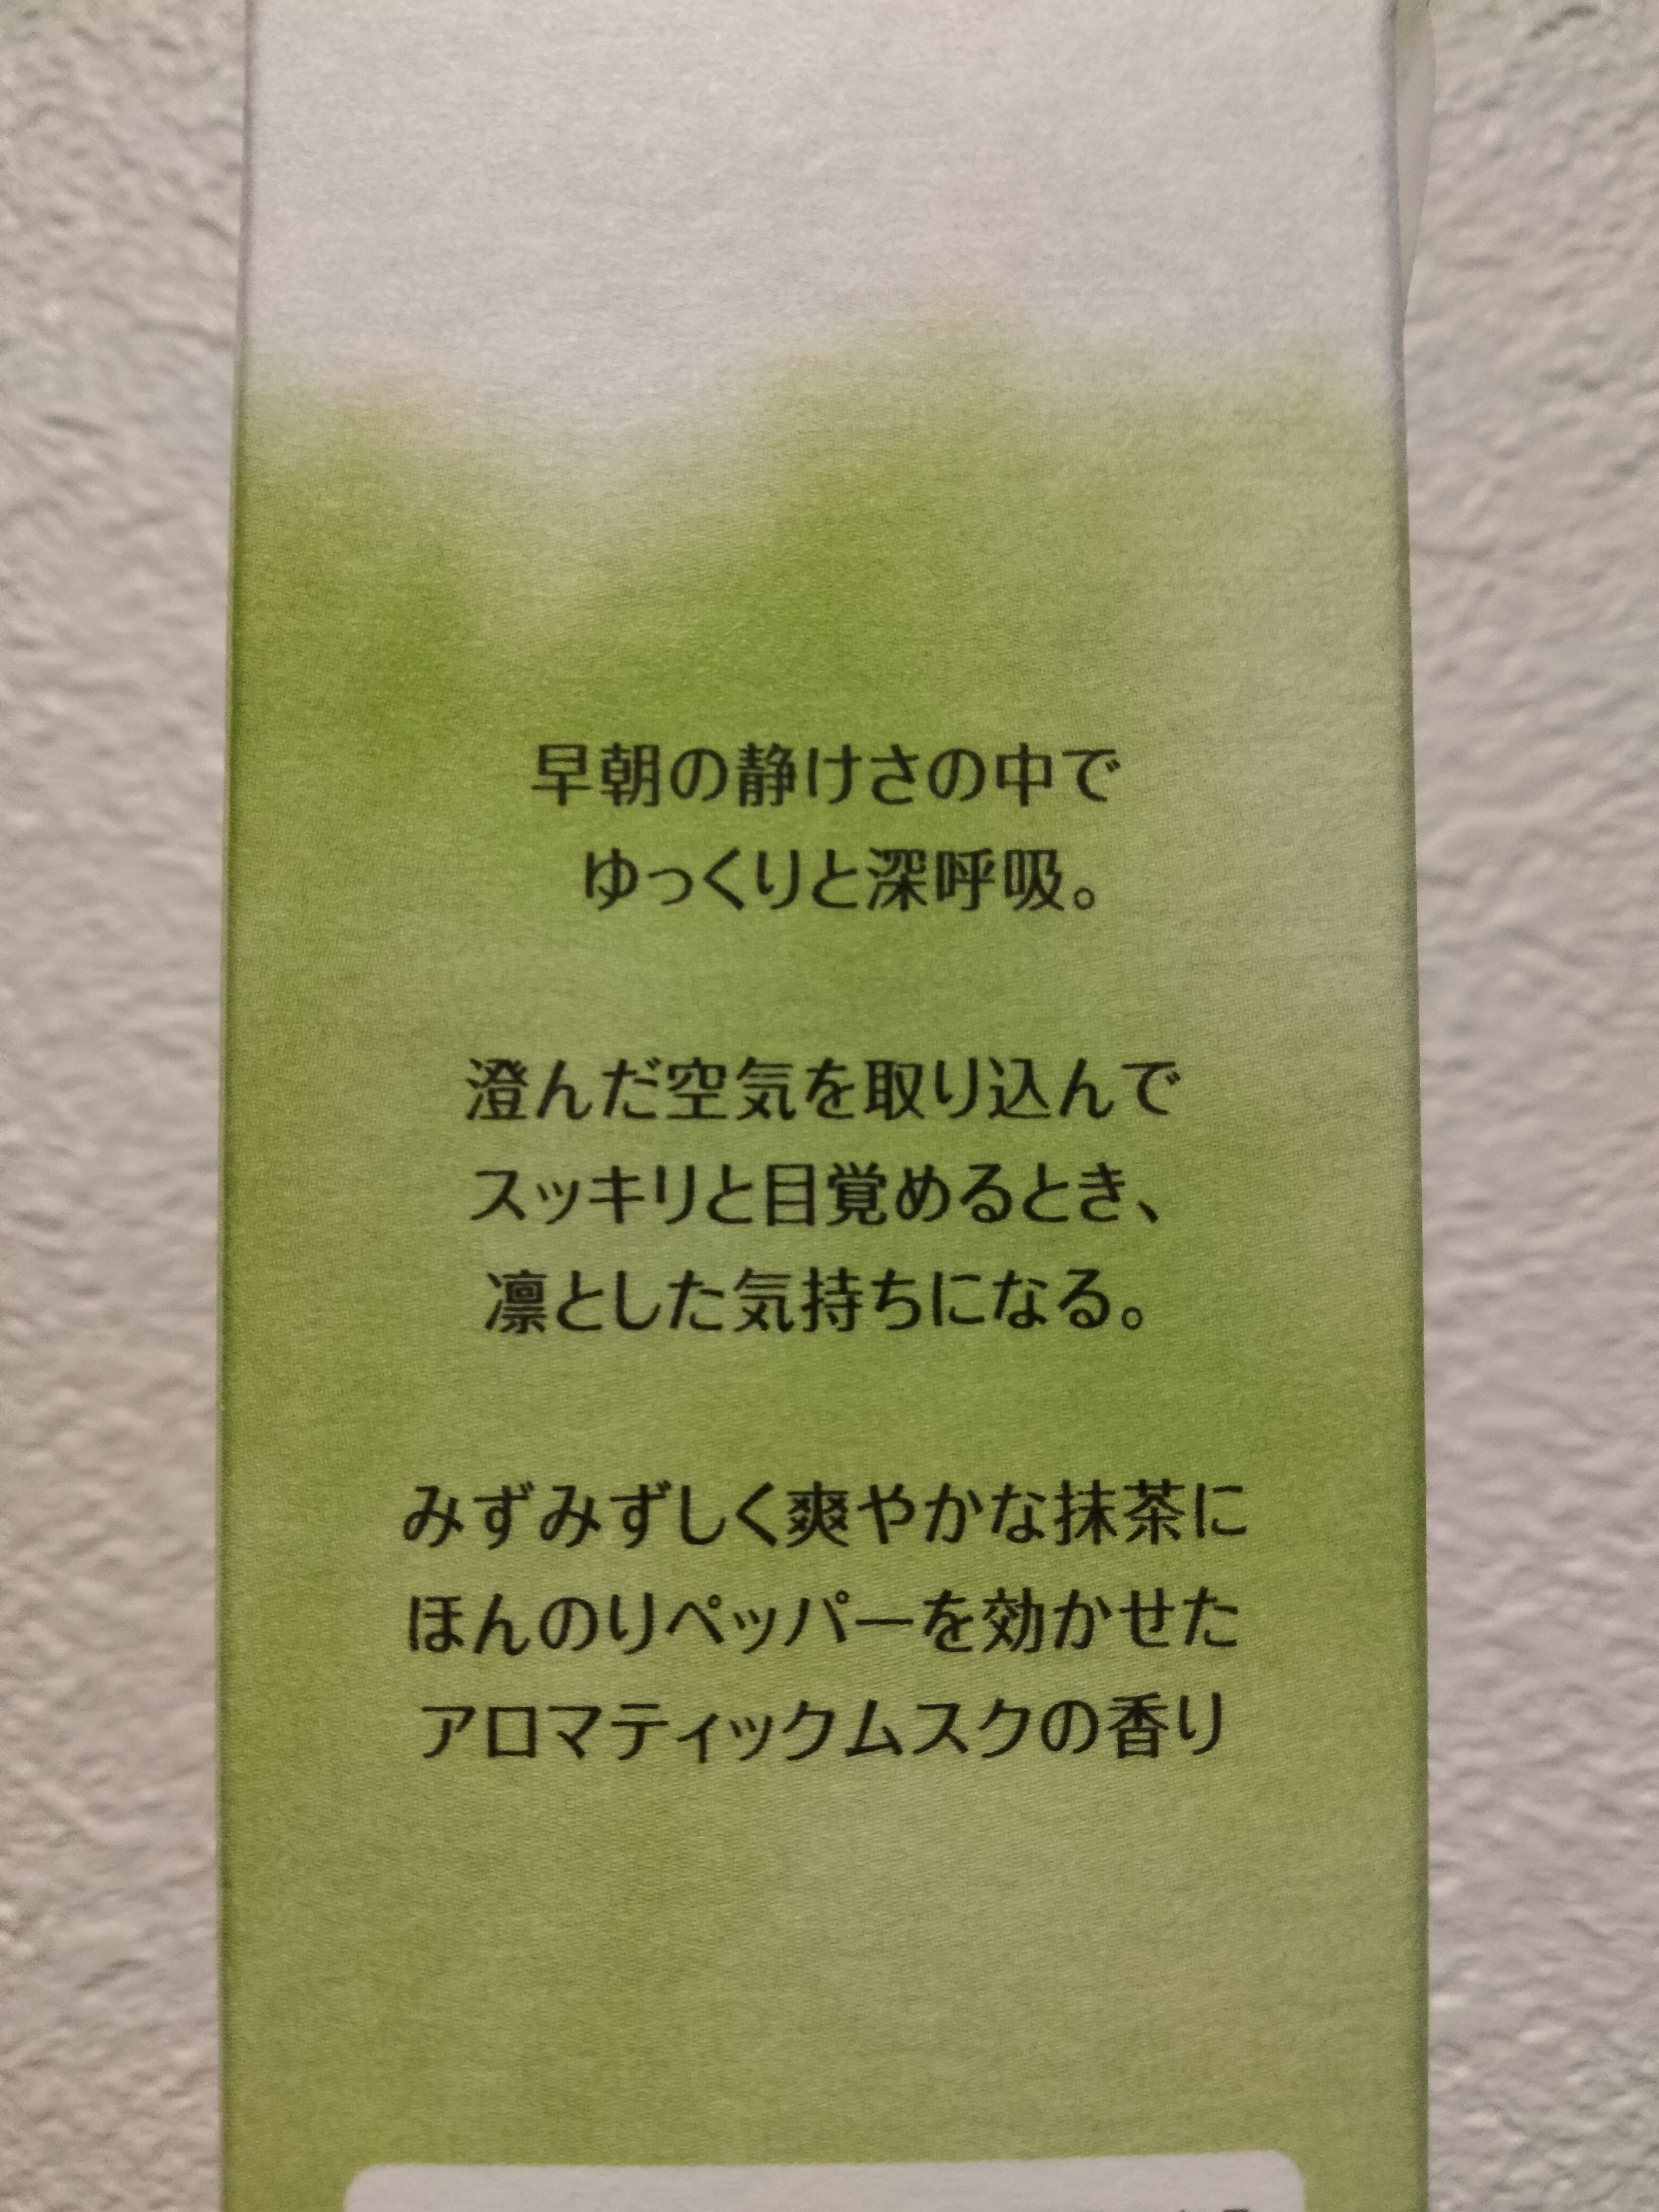 早朝の静けさの中で
ゆっくりと深呼吸。
澄んだ空気を取り込んで
スッキリと目覚めるとき、
凛とした気持ちになる。
みずみずしく爽やかな抹茶に
ほんのりペッパーを効かせた
アロマティックムスクの香り